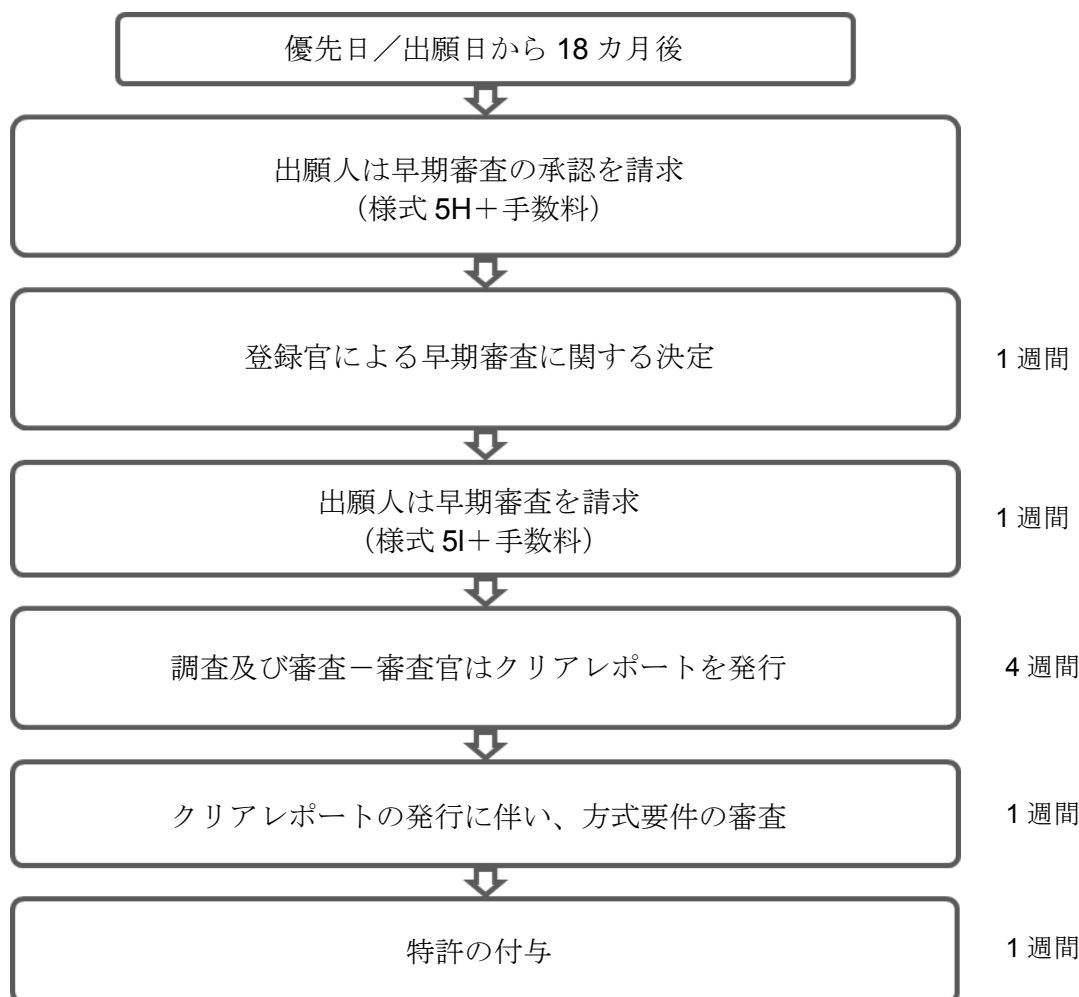 優先日／出願日から 18 カ月後
出願人は早期審査の承認を請求
（様式 5H＋手数料）
登録官による早期審査に関する決定
1 週間
出願人は早期審査を請求
（様式 5I＋手数料）
1 週間
調査及び審査－審査官はクリアレポートを発行
4 週間
クリアレポートの発行に伴い、方式要件の審査
1 週間
特許の付与
1 週間